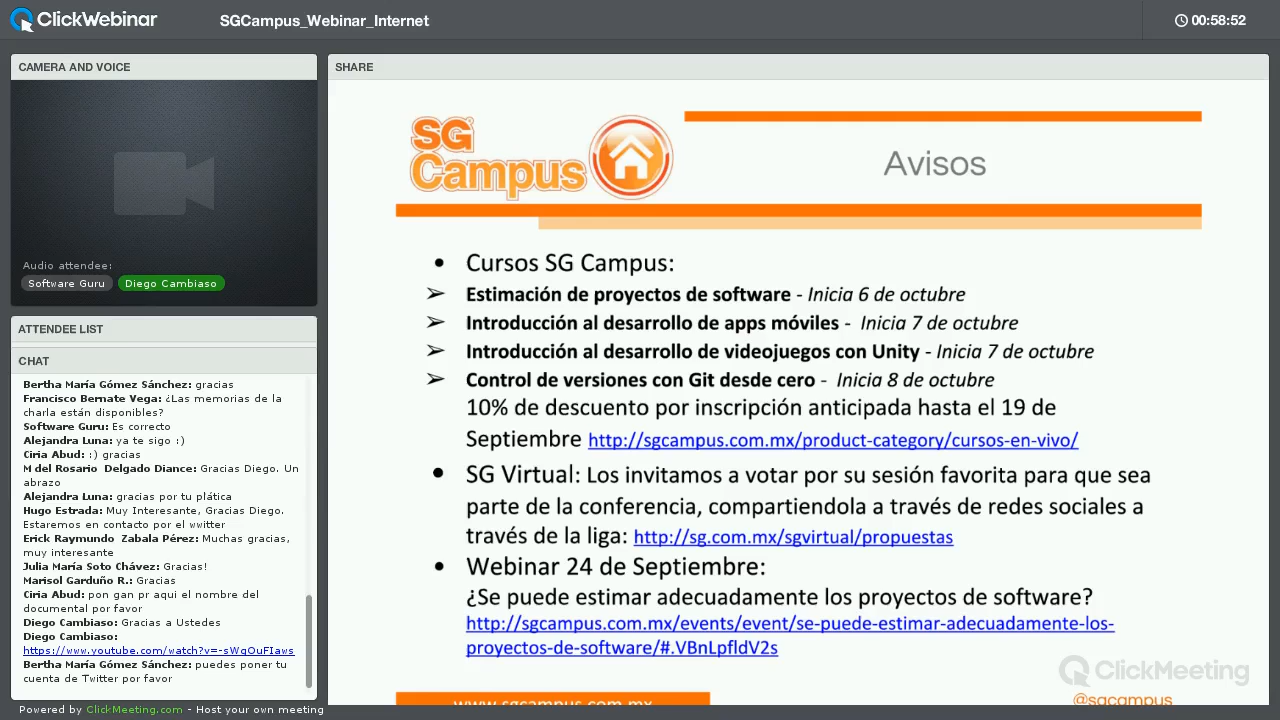 ClickWebinar
SGCampus_Webinar_Internet
00:58:52
CAMERA AND VOICE
Audio attendee:
Software Guru
Diego Cambiaso
ATTENDEE LIST
CHAT
Bertha María Gómez Sánchez: gracias
Francisco Bernate Vega: ¿Las memorias de la
charla están disponibles?
Software Guru: Es correcto
Alejandra Luna: ya te sigo :)
Ciria Abud: :) gracias
M del Rosario Delgado Diance: Gracias Diego. Un
abrazo
Alejandra Luna: gracias por tu plática
Hugo Estrada: Muy Interesante, Gracias Diego.
Estaremos en contacto por el wwitter
Erick Raymundo Zabala Pérez: Muchas gracias,
muy interesante
Julia María Soto Chávez: Gracias!
Marisol Garduño R.: Gracias
Ciria Abud: pon gan pr aqui el nombre del
documental por favor
Diego Cambiaso: Gracias a Ustedes
Diego Cambiaso:
https://www.youtube.com/watch?v=-sWqOuFIaws
Bertha María Gómez Sánchez: puedes poner tu
cuenta de Twitter por favor
Powered by ClickMeeting.com - Host your own meeting
SHARE
SG
Campus
Avisos
• Cursos SG Campus:
➢ Estimación de proyectos de software - Inicia 6 de octubre
➢ Introducción al desarrollo de apps móviles - Inicia 7 de octubre
➢ Introducción al desarrollo de videojuegos con Unity - Inicia 7 de octubre
➢ Control de versiones con Git desde cero - Inicia 8 de octubre
10% de descuento por inscripción anticipada hasta el 19 de
Septiembre http://sgcampus.com.mx/product-category/cursos-en-vivo/
• SG Virtual: Los invitamos a votar por su sesión favorita para que sea
parte de la conferencia, compartiendola a través de redes sociales a
través de la liga: http://sg.com.mx/sgvirtual/propuestas
• Webinar 24 de Septiembre:
¿Se puede estimar adecuadamente los proyectos de software?
http://sgcampus.com.mx/events/event/se-puede-estimar-adecuadamente-los-
proyectos-de-software/#.VBnLpfldV2s
ClickMeeting
www.sgcampus.com.mx
@sgcampus